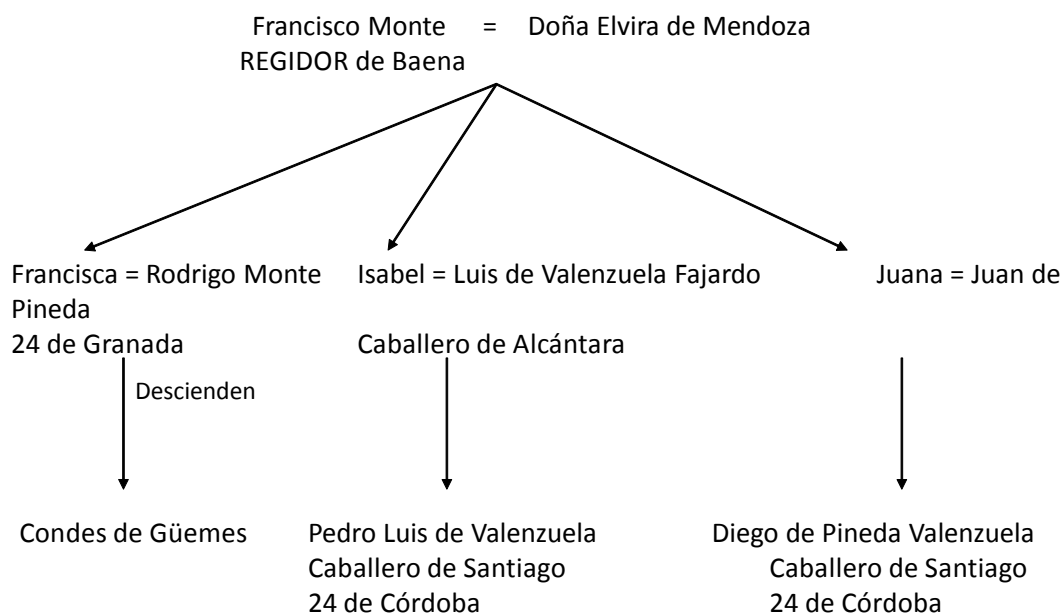 Francisco Monte = Doña Elvira de Mendoza
REGIDOR de Baena
Francisca = Rodrigo Monte Isabel = Luis de Valenzuela Fajardo Juana = Juan de
Pineda
24 de Granada Caballero de Alcántara
Descienden
Condes de Güemes Pedro Luis de Valenzuela Diego de Pineda Valenzuela
Caballero de Santiago Caballero de Santiago
24 de Córdoba 24 de Córdoba